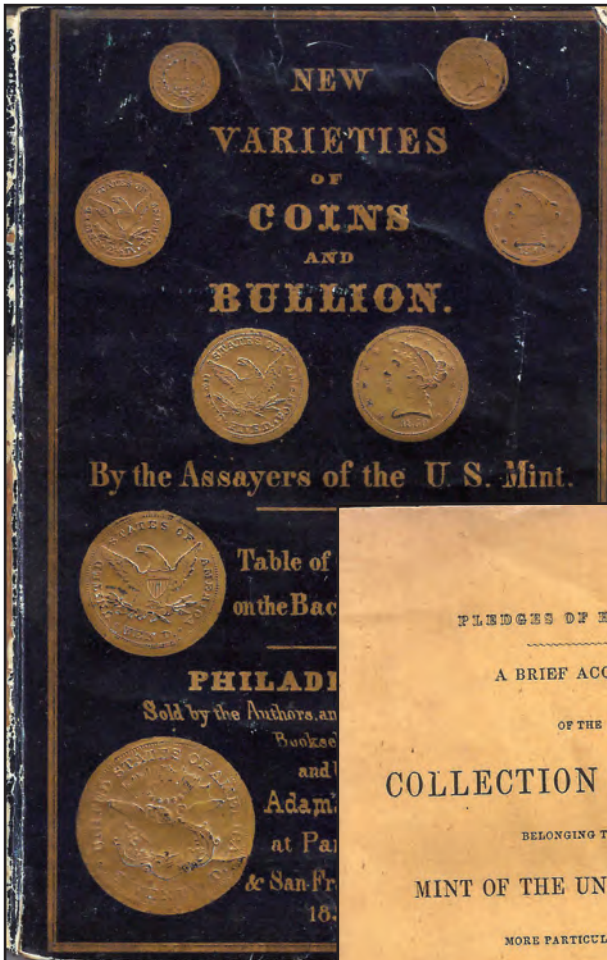 NEW
VARIETIES
OF
COINS
AND
BULLION.
By the Assayers of the U. S. Mint.
Table of
on the Bac
PHILADE
Sold by the Authors, an
Bookse
and
Adam's
at Pa
& San Fr
18
PLEDGES OF
A BRIEF ACC
OF THE
COLLECTION
BELONGING T
MINT OF THE UN
MORE PARTICUL